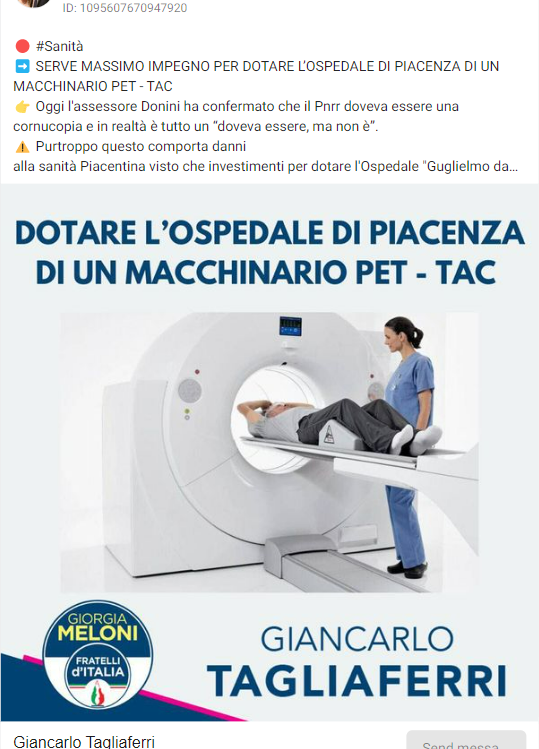 ID: 1095607670947920
🔴 #Sanità
➡️ SERVE MASSIMO IMPEGNO PER DOTARE L'OSPEDALE DI PIACENZA DI UN
MACCHINARIO PET - TAC
👉 Oggi l'assessore Donini ha confermato che il Pnrr doveva essere una
cornucopia e in realtà è tutto un “doveva essere, ma non è”.
⚠️ Purtroppo questo comporta danni
alla sanità Piacentina visto che investimenti per dotare l'Ospedale "Guglielmo da...
DOTARE L'OSPEDALE DI PIACENZA
DI UN MACCHINARIO PET - TAC
GIORGIA
MELONI
FRATELLI
d'ITALIA
GIANCARLO
TAGLIAFERRI
Giancarlo Tagliaferri
Send messa...